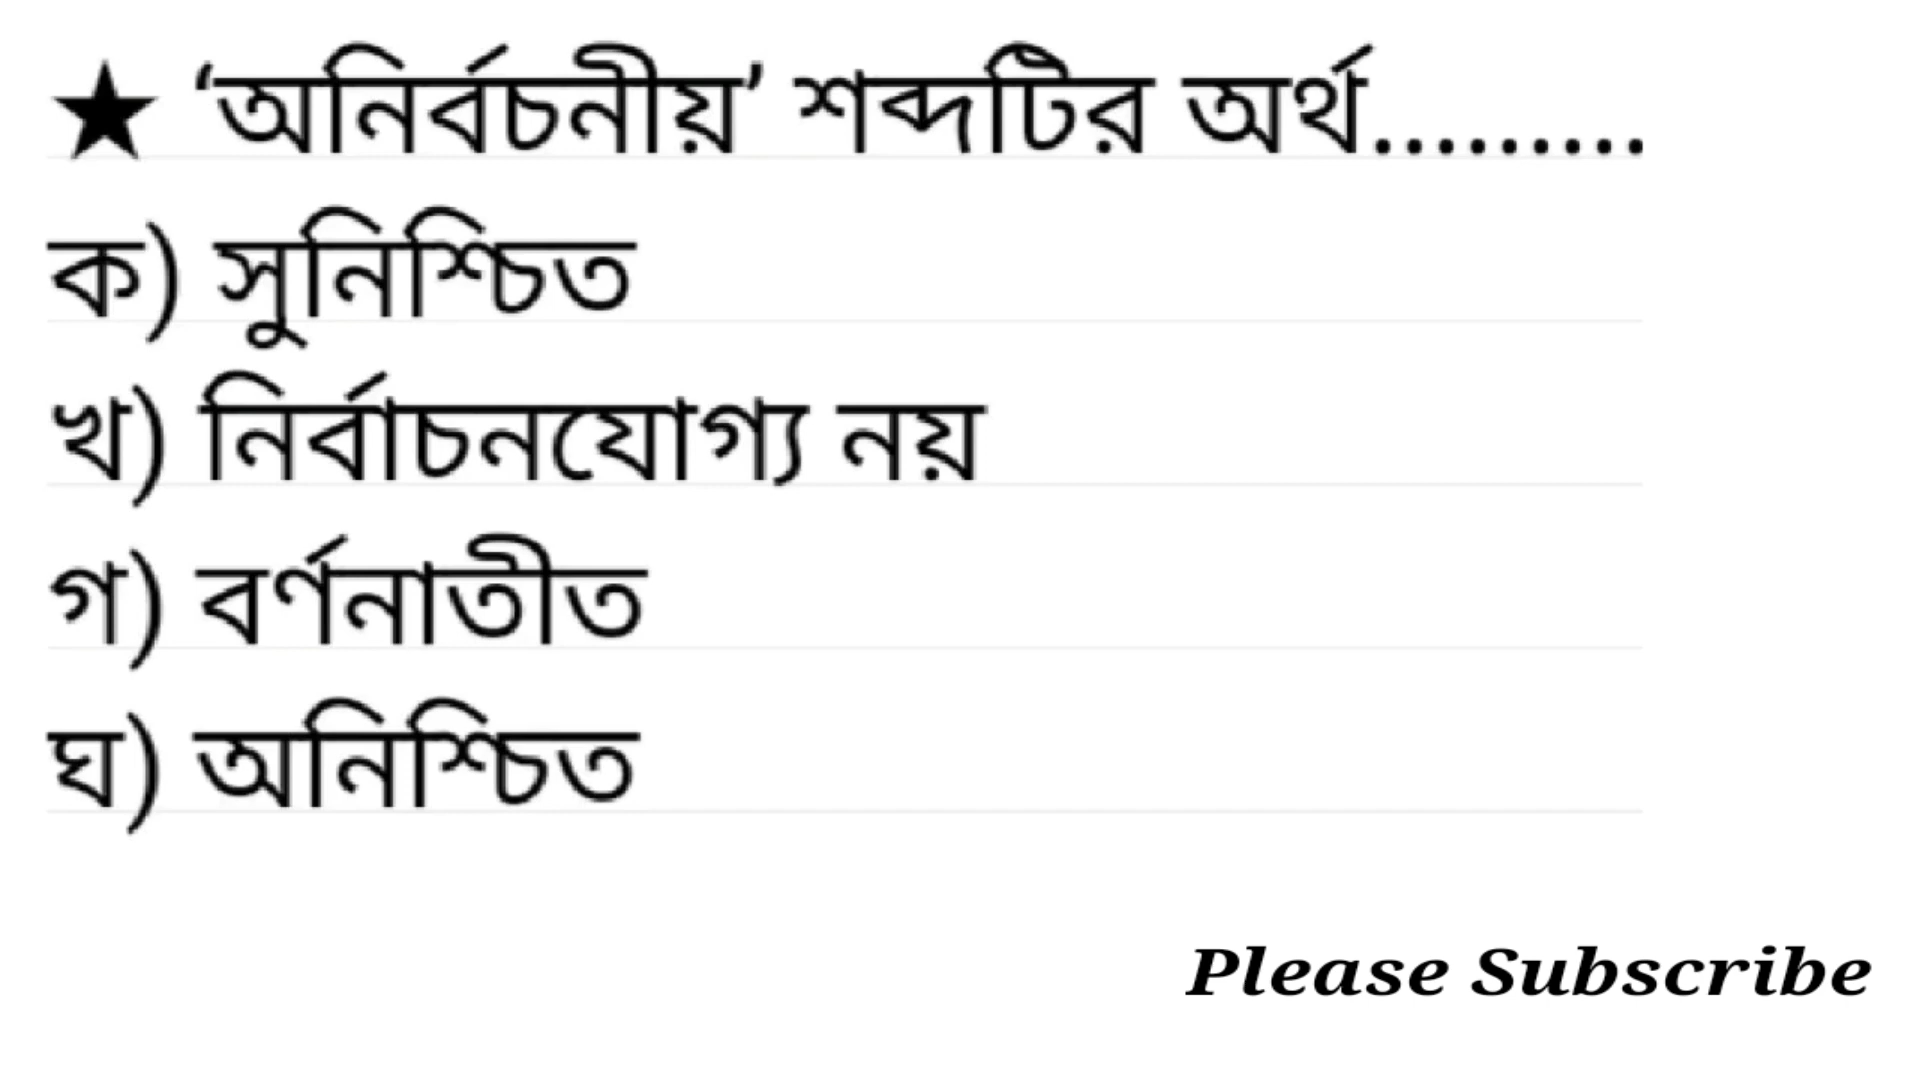 ★ ‘অনির্বচনীয়’ শব্দটির অর্থ.........
ক) সুনিশ্চিত
খ) নির্বাচনযোগ্য নয়
গ) বর্ণনাতীত
ঘ) অনিশ্চিত
Please Subscribe